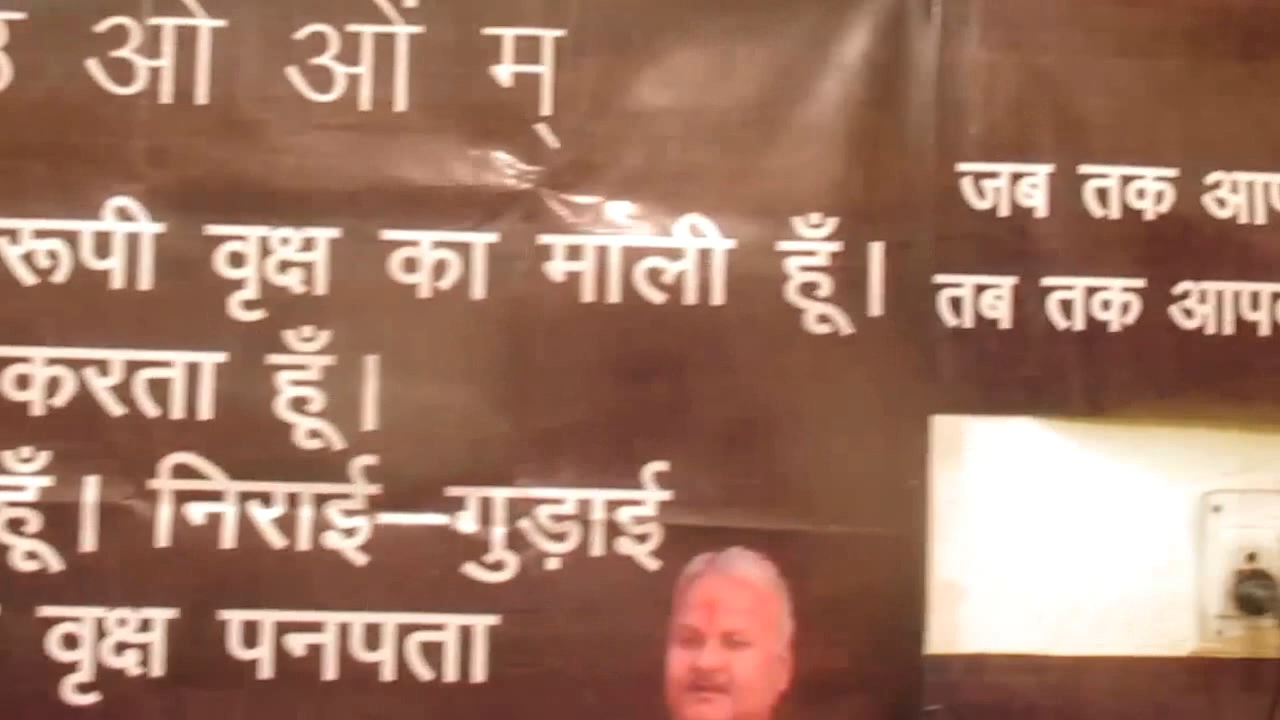 ओ ओं म्
रूपी वृक्ष का माली हूँ।
करता हूँ।
हूँ। निराई–गुड़ाई
वृक्ष पनपता
जब तक
तब तक